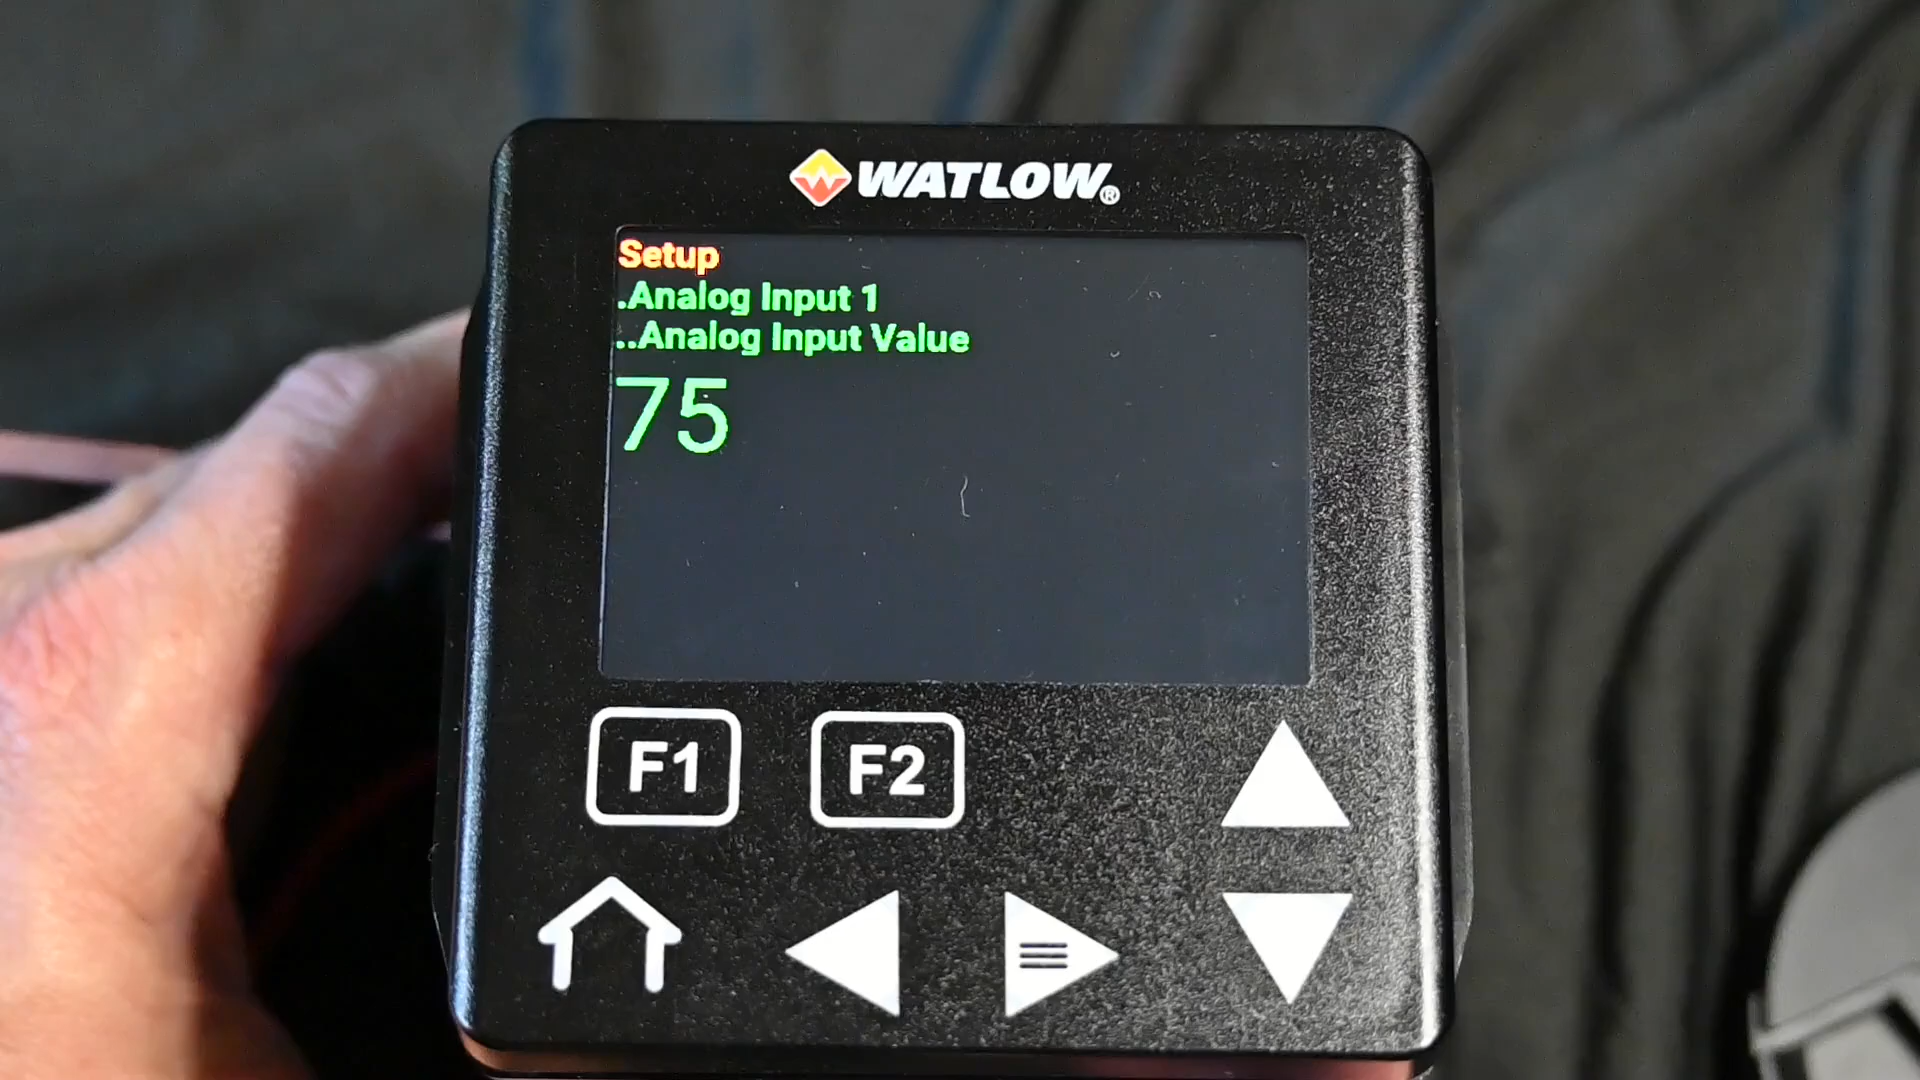 WATLOW®
Setup
.Analog Input 1
..Analog Input Value
75
F1 F2